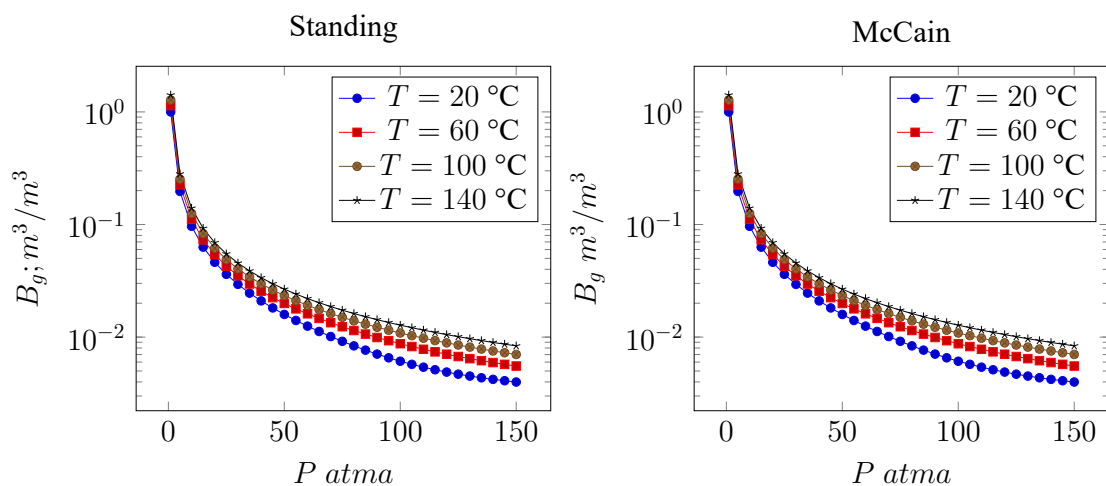 Standing
B_g; m^3/m^3
10^0
10^{-1}
10^{-2}
T = 20 °C
T = 60 °C
T = 100 °C
T = 140 °C
0
50
100
150
P atma
McCain
B_g m^3/m^3
10^0
10^{-1}
10^{-2}
T = 20 °C
T = 60 °C
T = 100 °C
T = 140 °C
0
50
100
150
P atma